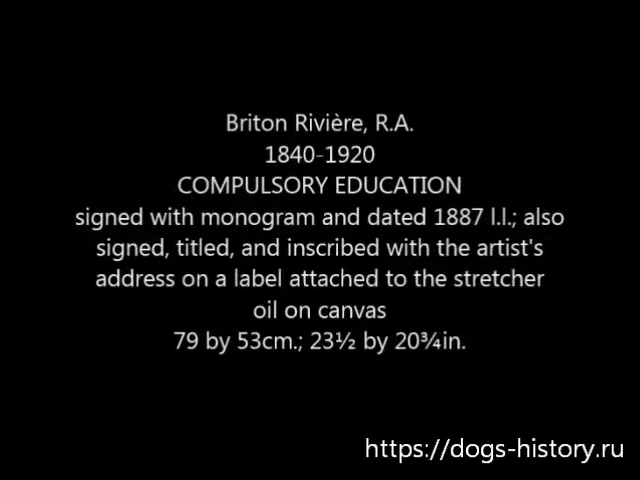 Briton Rivière, R.A.
1840-1920
COMPULSORY EDUCATION
signed with monogram and dated 1887 l.l.; also
signed, titled, and inscribed with the artist's
address on a label attached to the stretcher
oil on canvas
79 by 53cm.; 23½ by 20¾in.
https://dogs-history.ru